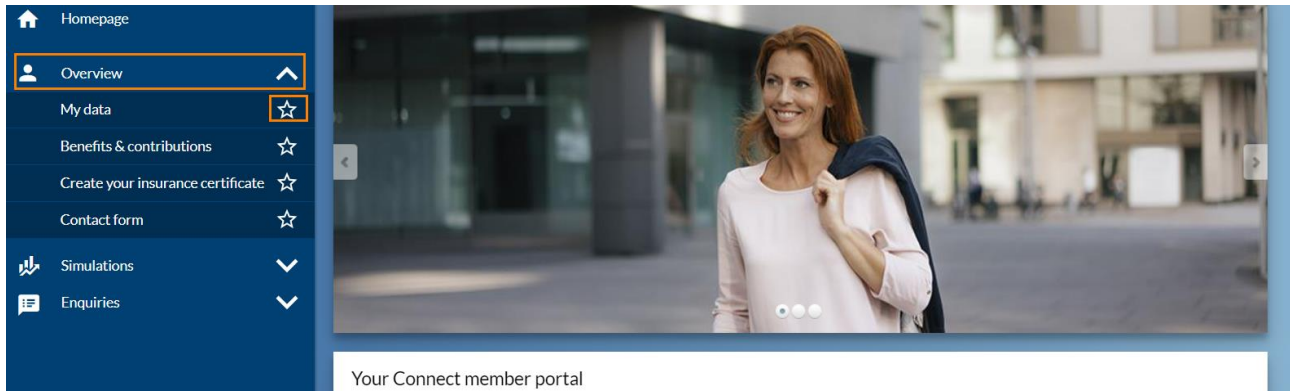 Homepage
Overview
My data
Benefits & contributions
Create your insurance certificate
Contact form
Simulations
Enquiries
Your Connect member portal